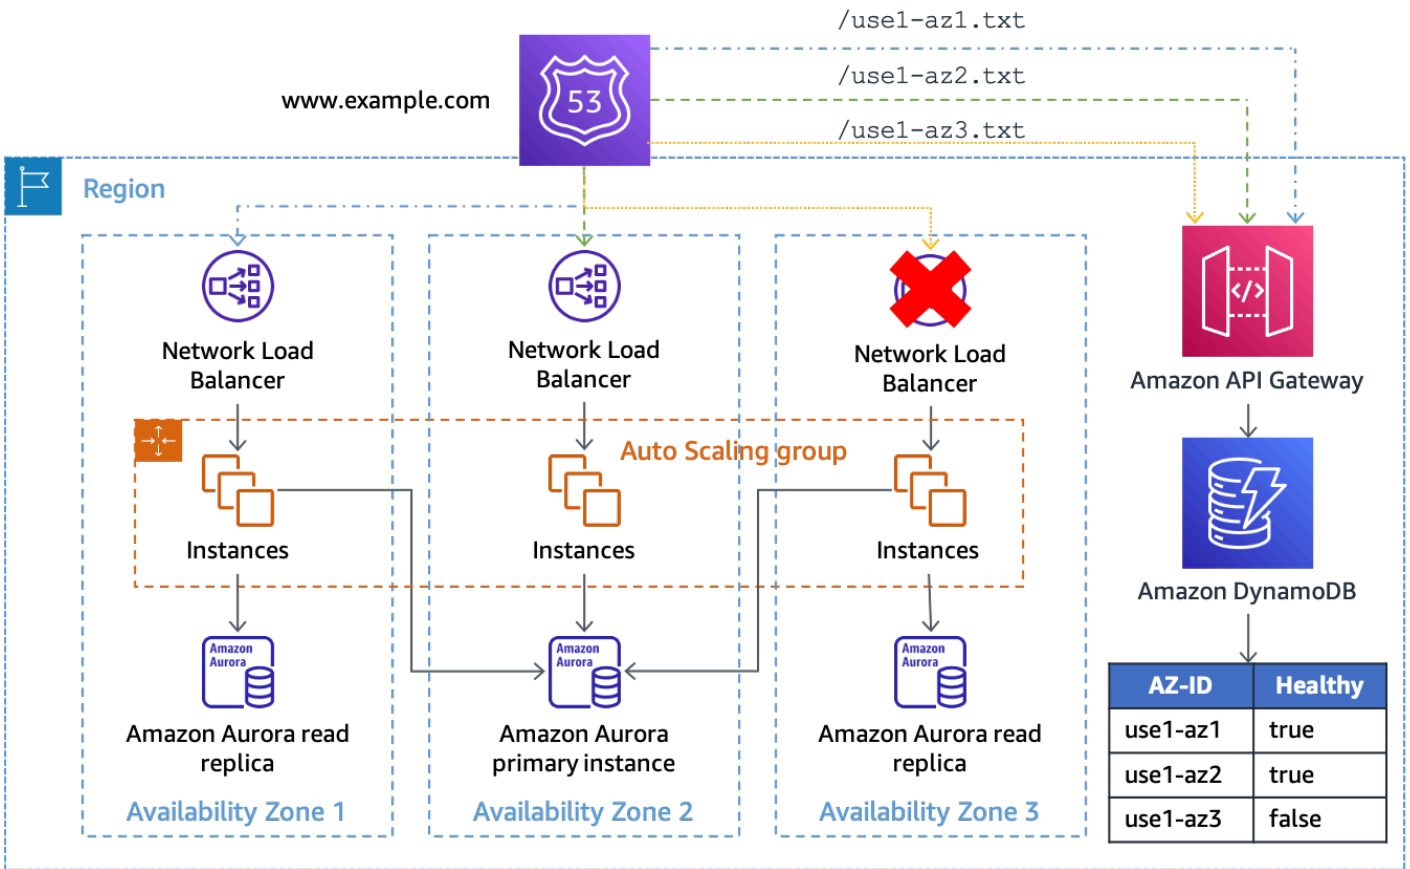 /use1-az1.txt
/use1-az2.txt
/use1-az3.txt
www.example.com
53
Region
Network Load
Balancer
Network Load
Balancer
Network Load
Balancer
Amazon API Gateway
Auto Scaling group
Instances
Instances
Instances
Amazon DynamoDB
Amazon
Aurora
Amazon
Aurora
Amazon
Aurora
Amazon Aurora read
replica
Amazon Aurora
primary instance
Amazon Aurora read
replica
Availability Zone 1
Availability Zone 2
Availability Zone 3
AZ-ID Healthy
use1-az1 true
use1-az2 true
use1-az3 false